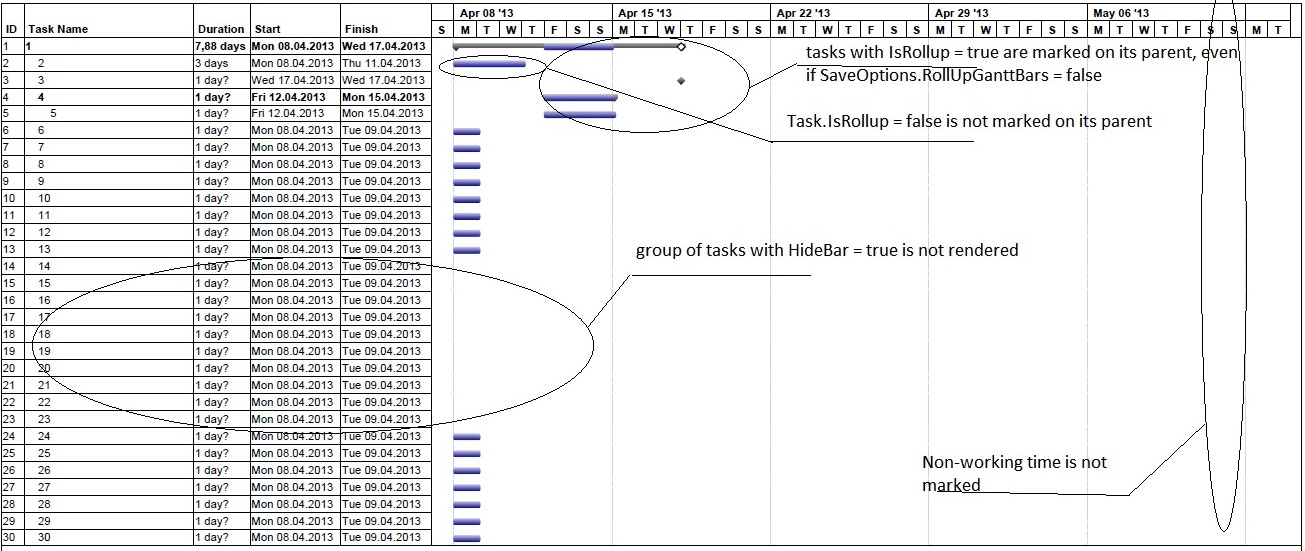 Apr 08 '13 Apr 15 '13 Apr 22 '13 Apr 29 '13 May 06 '13
ID Task Name Duration Start Finish S M T W T F S S M T W T F S S M T W T F S S M T W T F S S M T W T F S S M T
1 1 7,88 days Mon 08.04.2013 Wed 17.04.2013
2 2 3 days Mon 08.04.2013 Thu 11.04.2013
3 3 1 day? Wed 17.04.2013 Wed 17.04.2013
4 4 1 day? Fri 12.04.2013 Mon 15.04.2013
5 5 1 day? Fri 12.04.2013 Mon 15.04.2013
6 6 1 day? Mon 08.04.2013 Tue 09.04.2013
7 7 1 day? Mon 08.04.2013 Tue 09.04.2013
8 8 1 day? Mon 08.04.2013 Tue 09.04.2013
9 9 1 day? Mon 08.04.2013 Tue 09.04.2013
10 10 1 day? Mon 08.04.2013 Tue 09.04.2013
11 11 1 day? Mon 08.04.2013 Tue 09.04.2013
12 12 1 day? Mon 08.04.2013 Tue 09.04.2013
13 13 1 day? Mon 08.04.2013 Tue 09.04.2013
14 14 1 day? Mon 08.04.2013 Tue 09.04.2013
15 15 1 day? Mon 08.04.2013 Tue 09.04.2013
16 16 1 day? Mon 08.04.2013 Tue 09.04.2013
17 17 1 day? Mon 08.04.2013 Tue 09.04.2013
18 18 1 day? Mon 08.04.2013 Tue 09.04.2013
19 19 1 day? Mon 08.04.2013 Tue 09.04.2013
20 20 1 day? Mon 08.04.2013 Tue 09.04.2013
21 21 1 day? Mon 08.04.2013 Tue 09.04.2013
22 22 1 day? Mon 08.04.2013 Tue 09.04.2013
23 23 1 day? Mon 08.04.2013 Tue 09.04.2013
24 24 1 day? Mon 08.04.2013 Tue 09.04.2013
25 25 1 day? Mon 08.04.2013 Tue 09.04.2013
26 26 1 day? Mon 08.04.2013 Tue 09.04.2013
27 27 1 day? Mon 08.04.2013 Tue 09.04.2013
28 28 1 day? Mon 08.04.2013 Tue 09.04.2013
29 29 1 day? Mon 08.04.2013 Tue 09.04.2013
30 30 1 day? Mon 08.04.2013 Tue 09.04.2013
tasks with IsRollup = true are marked on its parent, even
if SaveOptions.RollUpGanttBars = false
Task.IsRollup = false is not marked on its parent
group of tasks with HideBar = true is not rendered
Non-working time is not
marked